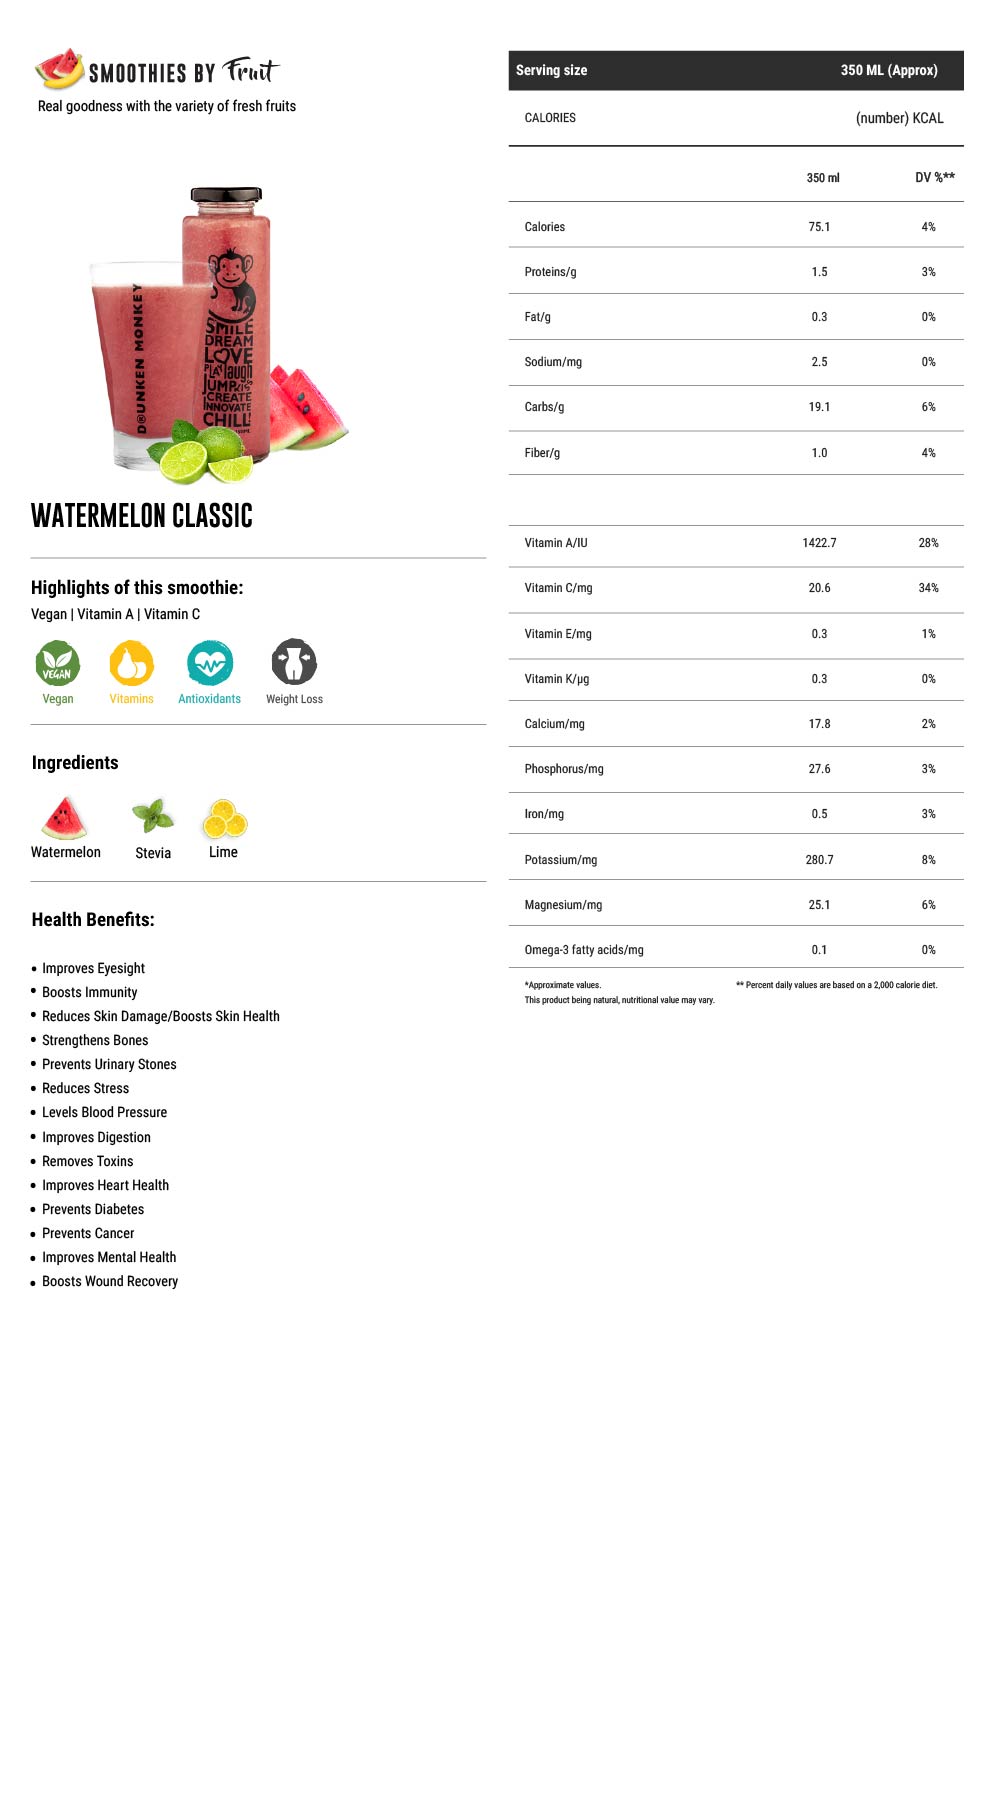 SMOOTHIES BY Fruit
Real goodness with the variety of fresh fruits
DRUNKEN MONKEY
SMILE
DREAM
LOVE
PLAY laugh
JUMP KISS
CREATE
INNOVATE
CHILL!
WATERMELON CLASSIC
Highlights of this smoothie:
Vegan | Vitamin A | Vitamin C
VEGAN
Vegan Vitamins Antioxidants Weight Loss
Ingredients
Watermelon Stevia Lime
Health Benefits:
• Improves Eyesight
• Boosts Immunity
• Reduces Skin Damage/Boosts Skin Health
• Strengthens Bones
• Prevents Urinary Stones
• Reduces Stress
• Levels Blood Pressure
• Improves Digestion
• Removes Toxins
• Improves Heart Health
• Prevents Diabetes
• Prevents Cancer
• Improves Mental Health
• Boosts Wound Recovery
Serving size 350 ML (Approx)
CALORIES (number) KCAL
350 ml DV %**
Calories 75.1 4%
Proteins/g 1.5 3%
Fat/g 0.3 0%
Sodium/mg 2.5 0%
Carbs/g 19.1 6%
Fiber/g 1.0 4%
Vitamin A/IU 1422.7 28%
Vitamin C/mg 20.6 34%
Vitamin E/mg 0.3 1%
Vitamin K/µg 0.3 0%
Calcium/mg 17.8 2%
Phosphorus/mg 27.6 3%
Iron/mg 0.5 3%
Potassium/mg 280.7 8%
Magnesium/mg 25.1 6%
Omega-3 fatty acids/mg 0.1 0%
*Approximate values. ** Percent daily values are based on a 2,000 calorie diet.
This product being natural, nutritional value may vary.